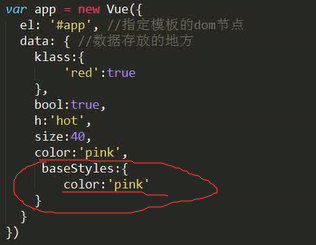 var app = new Vue({
el: '#app', //指定模板的dom节点
data: { //数据存放的地方
klass:{
'red':true
},
bool:true,
h:'hot',
size:40,
color:'pink',
baseStyles:{
color:'pink'
}
}
})